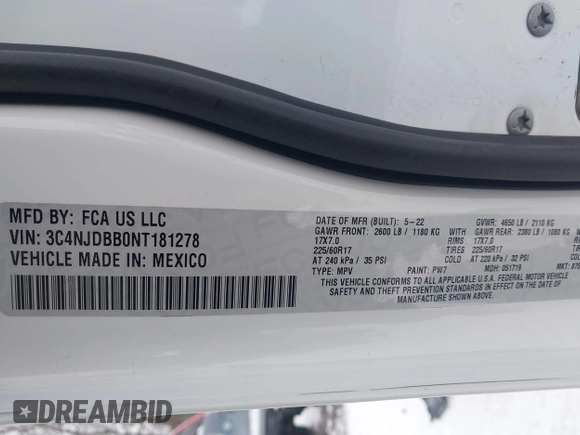 MFD BY: FCA US LLC
VIN: 3C4NJDBB0NT181278
VEHICLE MADE IN: MEXICO
DATE OF MFR (BUILT): 5-22 GVWR: 4650 LB / 2110 KG
GAWR FRONT: 2600 LB / 1180 KG WITH GAWR REAR: 2380 LB / 1080 KG
17X7.0 RIMS 17X7.0
225/60R17 TIRES 225/60R17
AT 240 kPa / 35 PSI COLD AT 220 kPa / 32 PSI
TYPE: MPV PAINT: PW7 MDH: 051719 MKT:
THIS VEHICLE CONFORMS TO ALL APPLICABLE U.S.A. FEDERAL MOTOR VEHICLE
SAFETY AND THEFT PREVENTION STANDARDS IN EFFECT ON THE DATE OF
MANUFACTURE SHOWN ABOVE.
DREAMBID